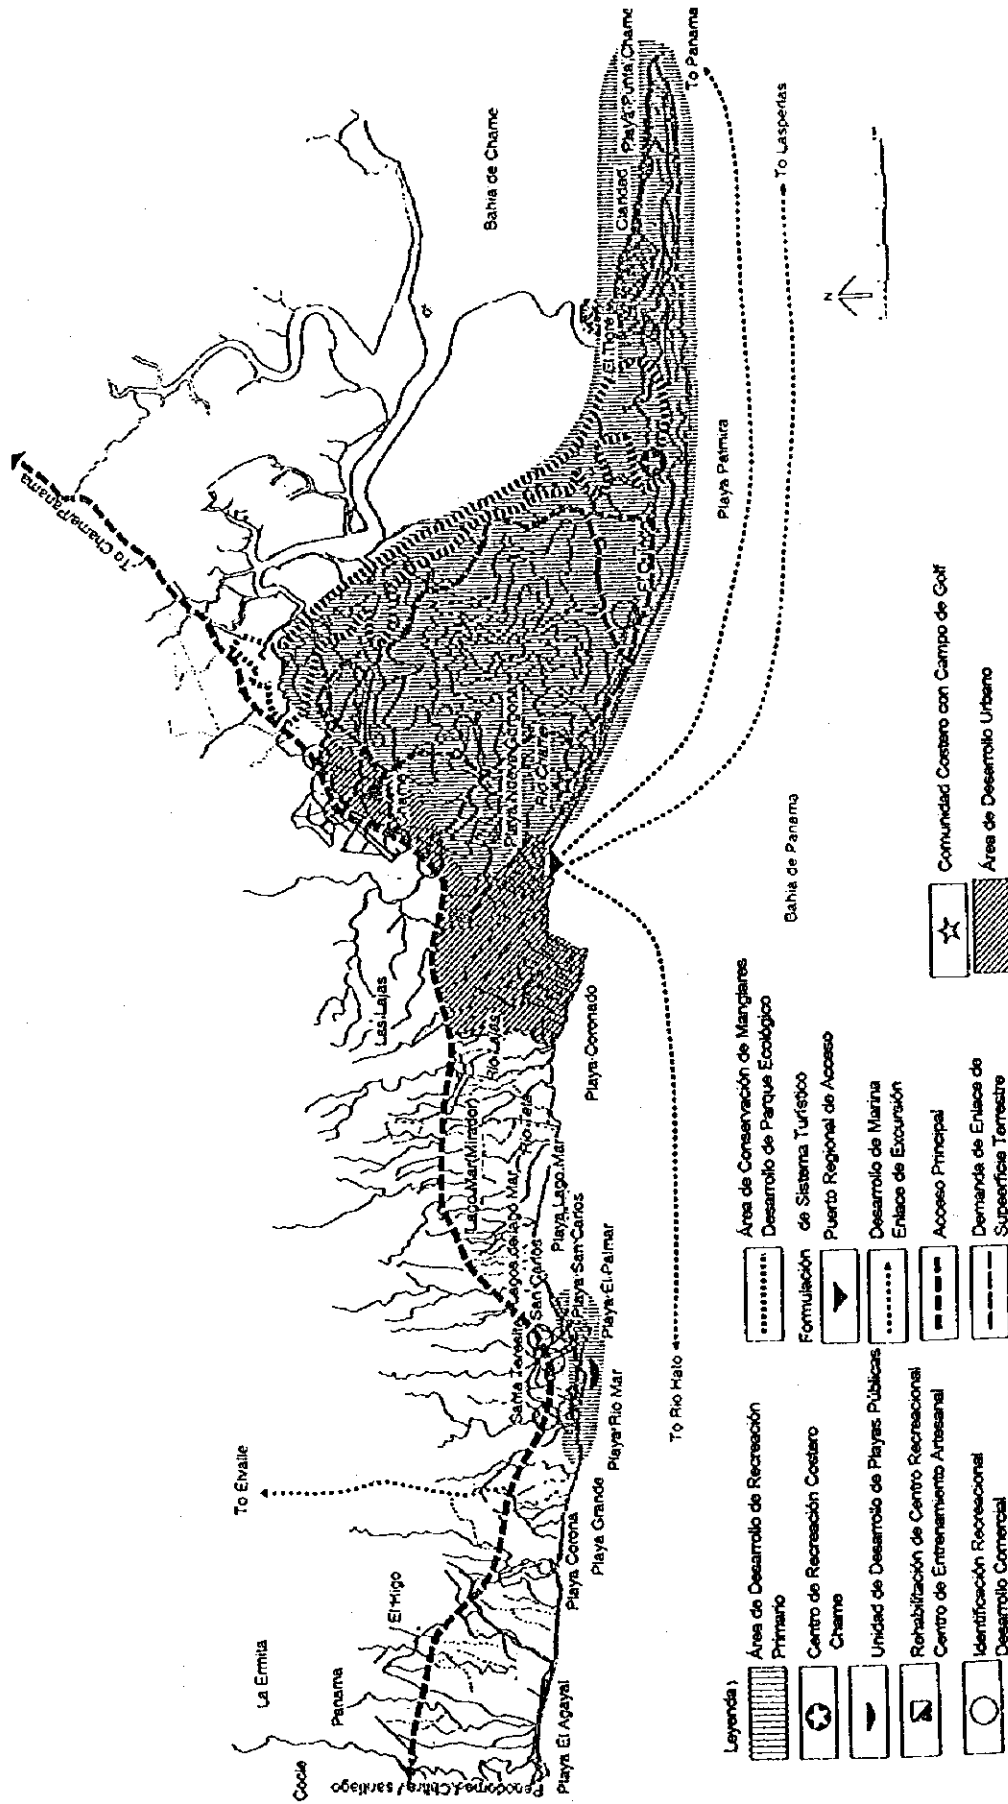 Cocle
La Ermita
Panama
El Higo
To Elvalle
Penonome / Chitre / santiago
Playa El Agayal
Playa Corona
Playa Grande
Playa Rio Mar
Santa Teresita
San Carlos
Lagos de Lago Mar
Lago Mar(Mirador)
Playa Lago Mar
Playa San Carlos
Playa El Palmar
Rio Teta
Rio Lajas
Las Lajas
Playa Coronado
To Rio Hato
Chame
Playa Nueva Gorgona
Rio Chame
To Chame/Panama
Bahia de Chame
El Tigre
Claridad
Playa Punta Chame
To Panama
To Lasperlas
Playa Palmira
Bahia de Panama
N
Leyenda)
Área de Desarrollo de Recreación
Primario
Centro de Recreación Costero
Chame
Unidad de Desarrollo de Playas Públicas
Rehabilitación de Centro Recreacional
Centro de Entrenamiento Artesanal
Identificación Recreacional
Desarrollo Comercial
Área de Conservación de Manglares
Desarrollo de Parque Ecológico
Formulación de Sistema Turístico
Puerto Regional de Acceso
Desarrollo de Marina
Enlace de Excursión
Acceso Principal
Demanda de Enlace de
Superficie Terrestre
Comunidad Costero con Campo de Golf
Área de Desarrollo Urbano